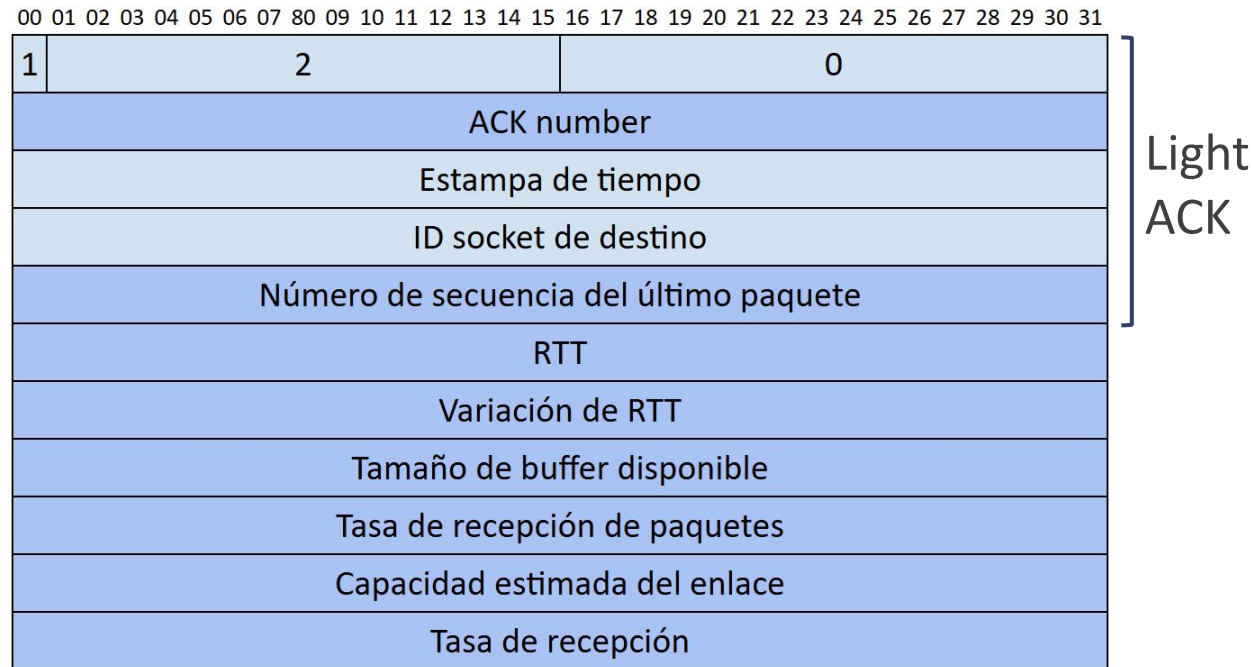 00 01 02 03 04 05 06 07 80 09 10 11 12 13 14 15 16 17 18 19 20 21 22 23 24 25 26 27 28 29 30 31
1 2 0
ACK number
Estampa de tiempo
ID socket de destino
Número de secuencia del último paquete
RTT
Variación de RTT
Tamaño de buffer disponible
Tasa de recepción de paquetes
Capacidad estimada del enlace
Tasa de recepción
Light
ACK